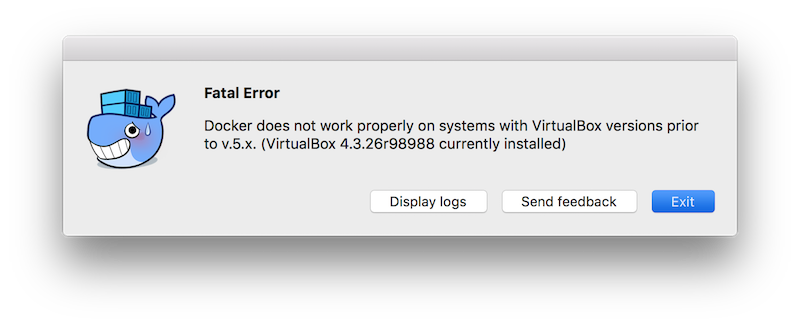 Fatal Error
Docker does not work properly on systems with VirtualBox versions prior
to v.5.x. (VirtualBox 4.3.26r98988 currently installed)
Display logs
Send feedback
Exit